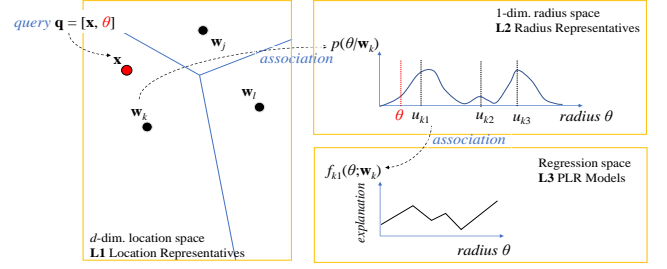 query q = [x, θ]
x
w_j
w_k
w_l
association
d-dim. location space
L1 Location Representatives
1-dim. radius space
L2 Radius Representatives
p(θ/w_k)
θ
u_k1
u_k2
u_k3
radius θ
association
Regression space
L3 PLR Models
f_k1(θ;w_k)
explanation
radius θ